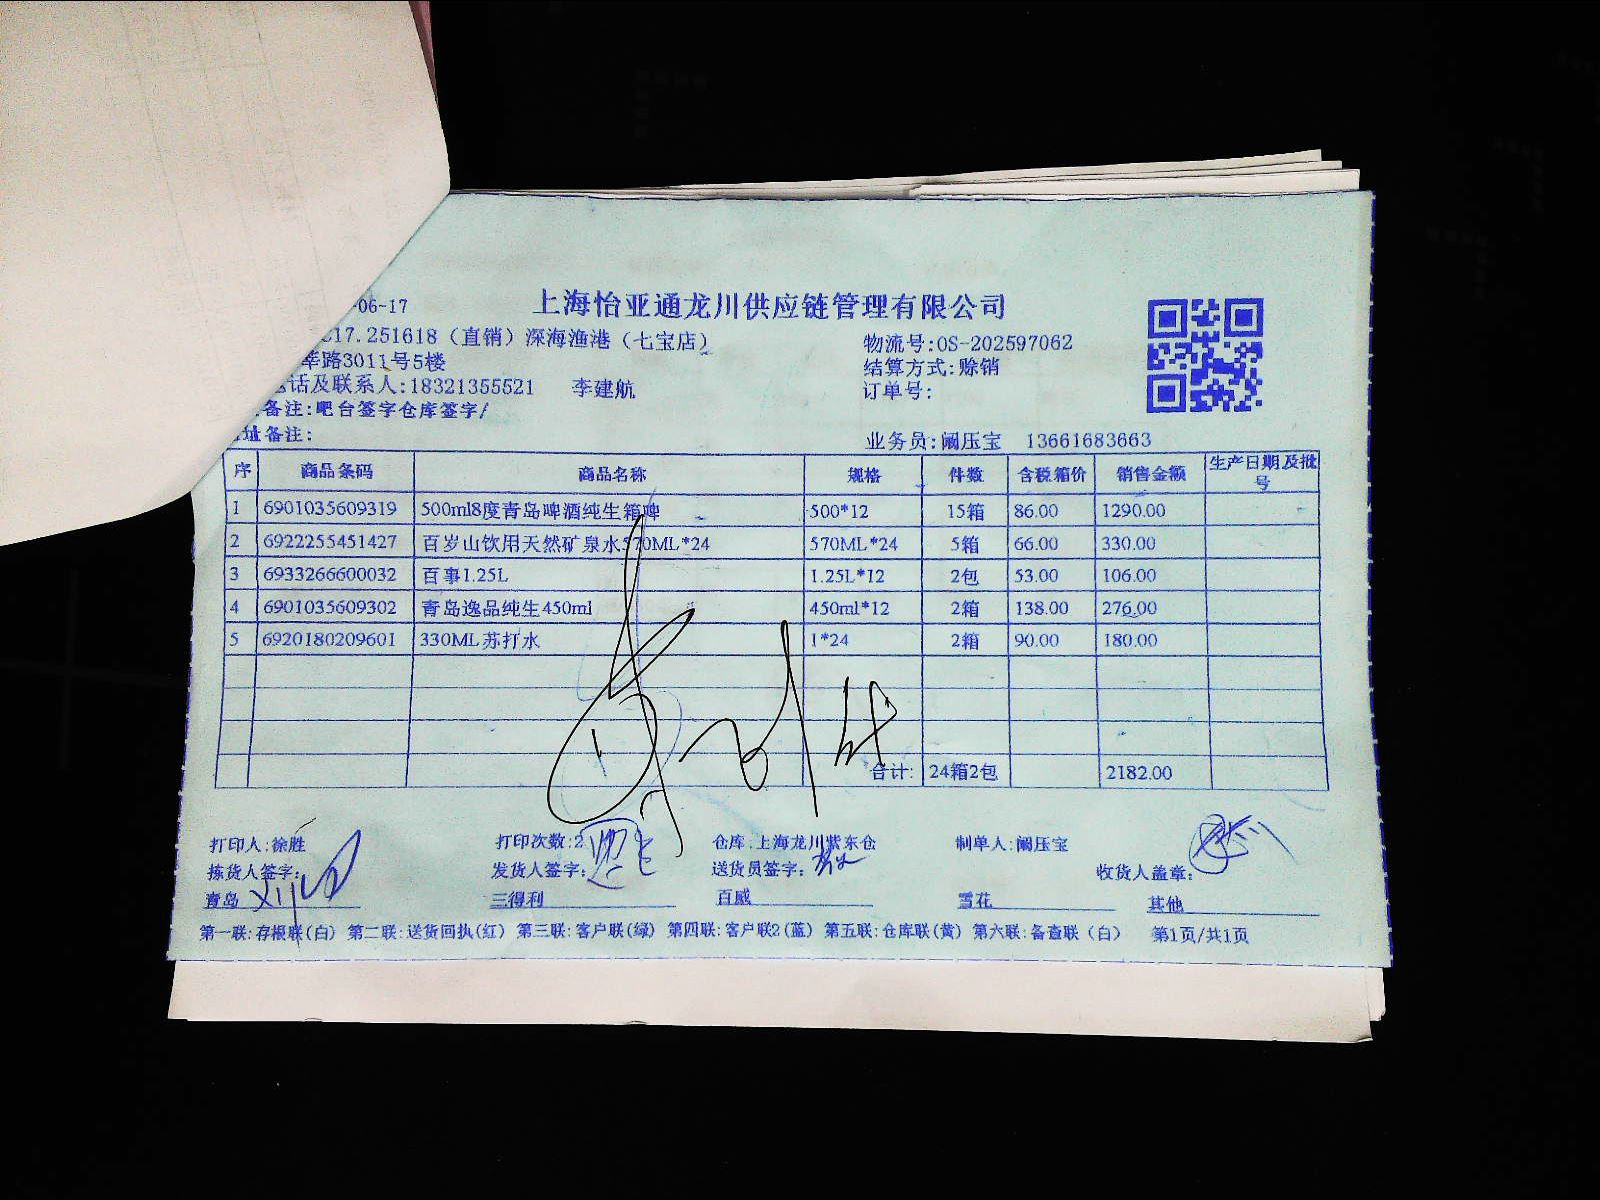 -06-17 上海怡亚通龙川供应链管理有限公司
C17.251618（直销）深海渔港（七宝店） 物流号:OS-202597062
莘路3011号5楼 结算方式:赊销
电话及联系人:18321355521 李建航 订单号:
备注:吧台签字仓库签字/
址备注: 业务员:阚压宝 13661683663
序 商品条码 商品名称 规格 件数 含税箱价 销售金额 生产日期及批号
1 6901035609319 500ml8度青岛啤酒纯生箱啤 500*12 15箱 86.00 1290.00
2 6922255451427 百岁山饮用天然矿泉水570ML*24 570ML*24 5箱 66.00 330.00
3 6933266600032 百事1.25L 1.25L*12 2包 53.00 106.00
4 6901035609302 青岛逸品纯生450ml 450ml*12 2箱 138.00 276.00
5 6920180209601 330ML苏打水 1*24 2箱 90.00 180.00
合计: 24箱2包 2182.00
打印人:徐胜 打印次数:2 仓库:上海龙川紫东仓 制单人:阚压宝
拣货人签字: 发货人签字: 送货员签字: 收货人盖章:
青岛 三得利 百威 雪花 其他
第一联:存根联(白) 第二联:送货回执(红) 第三联:客户联(绿) 第四联:客户联2(蓝) 第五联:仓库联(黄) 第六联:备查联（白） 第1页/共1页